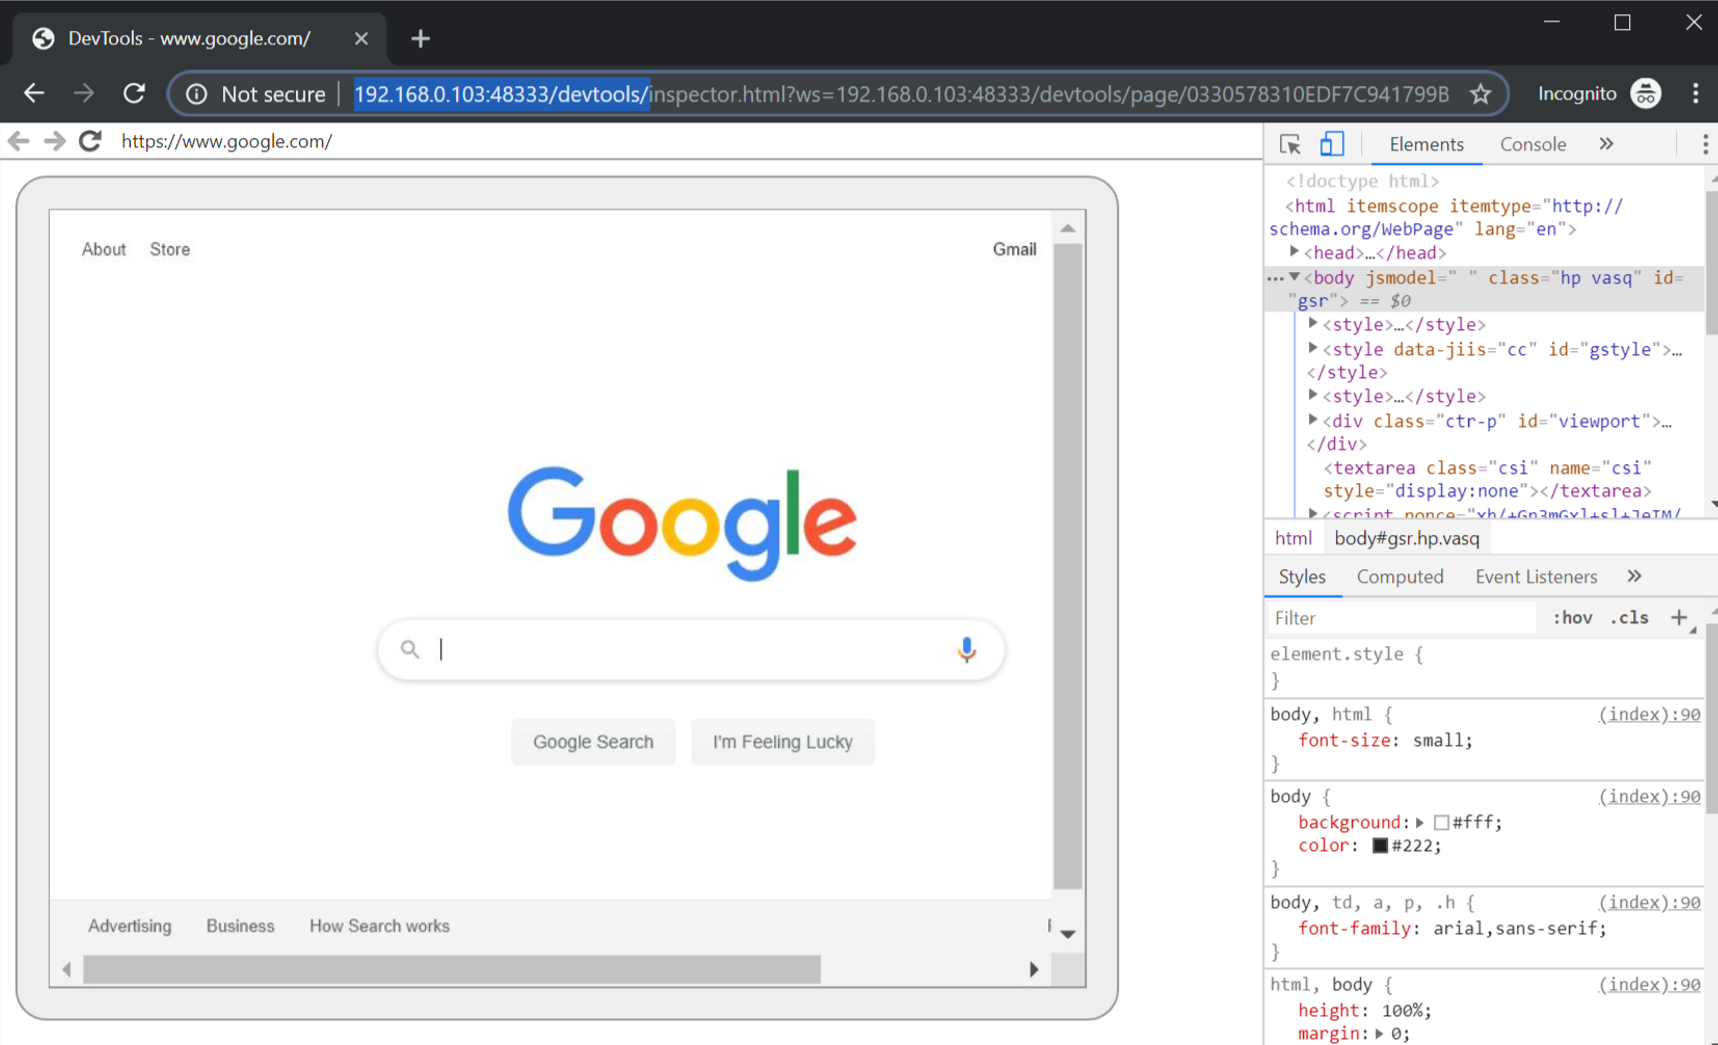 DevTools - www.google.com/
Not secure | 192.168.0.103:48333/devtools/inspector.html?ws=192.168.0.103:48333/devtools/page/0330578310EDF7C941799B
Incognito
https://www.google.com/
Elements Console »
About Store Gmail
Google
Google Search I'm Feeling Lucky
Advertising Business How Search works
<!doctype html>
<html itemscope itemtype="http://
schema.org/WebPage" lang="en">
<head>…</head>
<body jsmodel=" " class="hp vasq" id=
"gsr"> == $0
<style>…</style>
<style data-jiis="cc" id="gstyle">…
</style>
<style>…</style>
<div class="ctr-p" id="viewport">…
</div>
<textarea class="csi" name="csi"
style="display:none"></textarea>
<script nonce=
html body#gsr.hp.vasq
Styles Computed Event Listeners »
Filter :hov .cls +
element.style {
}
body, html { (index):90
font-size: small;
}
body { (index):90
background: #fff;
color: #222;
}
body, td, a, p, .h { (index):90
font-family: arial,sans-serif;
}
html, body { (index):90
height: 100%;
margin: 0;